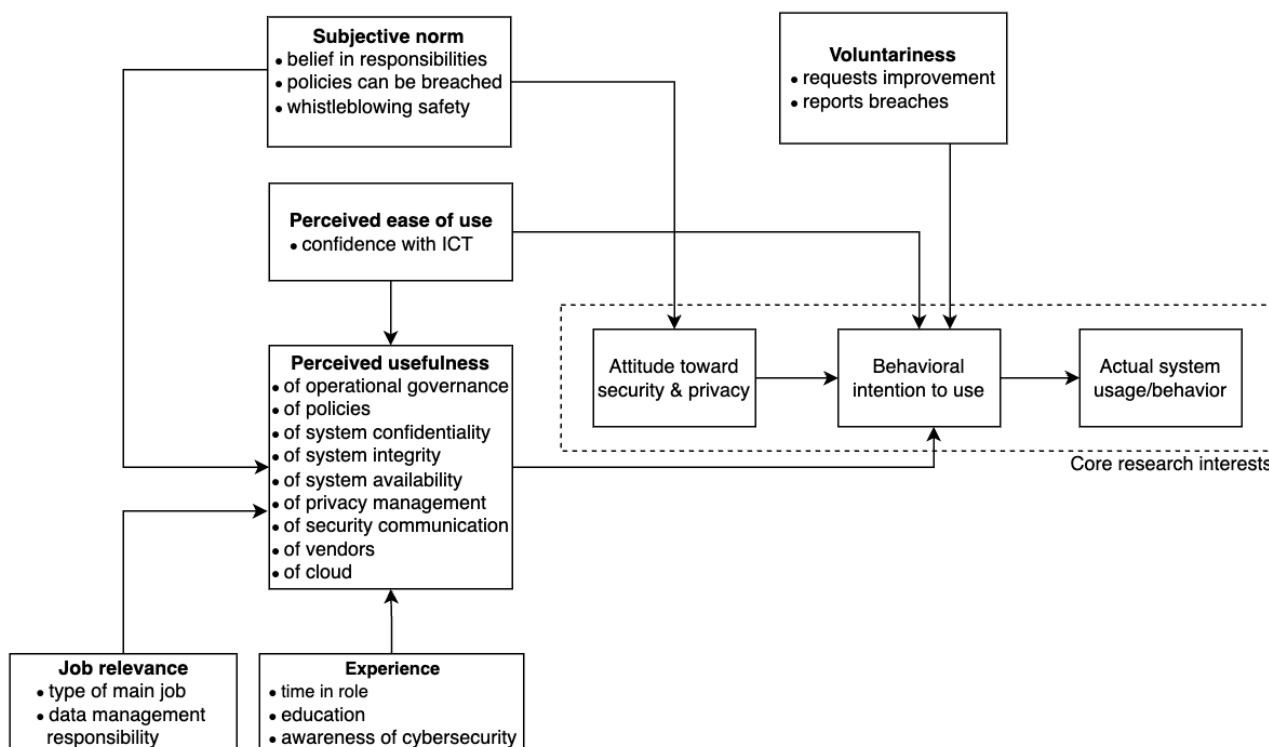 Subjective norm
• belief in responsibilities
• policies can be breached
• whistleblowing safety
Voluntariness
• requests improvement
• reports breaches
Perceived ease of use
• confidence with ICT
Perceived usefulness
• of operational governance
• of policies
• of system confidentiality
• of system integrity
• of system availability
• of privacy management
• of security communication
• of vendors
• of cloud
Attitude toward
security & privacy
Behavioral
intention to use
Actual system
usage/behavior
Core research interests
Job relevance
• type of main job
• data management
responsibility
Experience
• time in role
• education
• awareness of cybersecurity